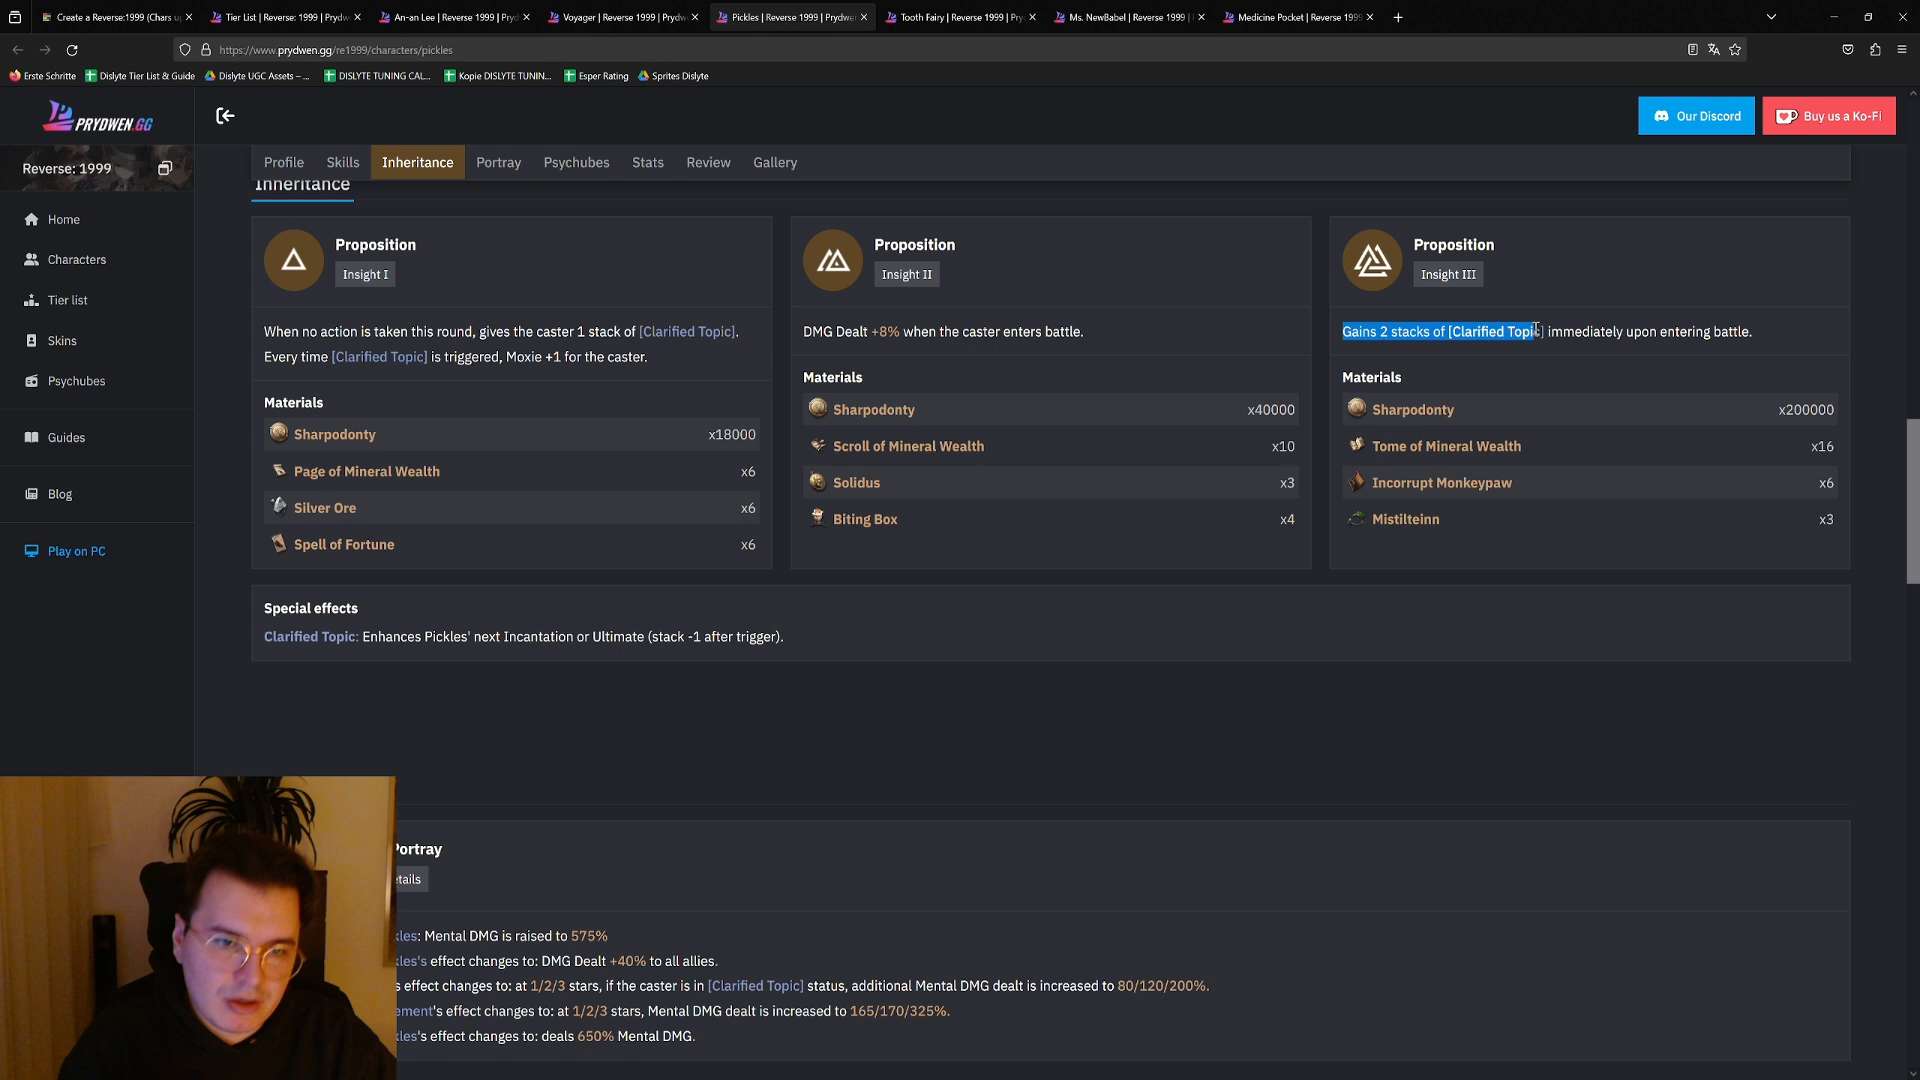 Create a Reverse:1999 (Chars u
Tier List | Reverse: 1999 | Prydw
An-an Lee | Reverse 1999 | Pryd
Voyager | Reverse 1999 | Prydw
Pickles | Reverse 1999 | Prydwe
Tooth Fairy | Reverse 1999 | Pry
Ms. NewBabel | Reverse 1999 |
Medicine Pocket | Reverse 1999
https://www.prydwen.gg/re1999/characters/pickles
Erste Schritte
Dislyte Tier List & Guide
Dislyte UGC Assets – ...
DISLYTE TUNING CAL...
Kopie DISLYTE TUNIN...
Esper Rating
Sprites Dislyte
PRYDWEN.GG
Our Discord
Buy us a Ko-Fi
Reverse: 1999
Home
Characters
Tier list
Skins
Psychubes
Guides
Blog
Play on PC
Profile
Skills
Inheritance
Portray
Psychubes
Stats
Review
Gallery
Inheritance
Proposition
Insight I
When no action is taken this round, gives the caster 1 stack of [Clarified Topic].
Every time [Clarified Topic] is triggered, Moxie +1 for the caster.
Materials
Sharpodonty x18000
Page of Mineral Wealth x6
Silver Ore x6
Spell of Fortune x6
Proposition
Insight II
DMG Dealt +8% when the caster enters battle.
Materials
Sharpodonty x40000
Scroll of Mineral Wealth x10
Solidus x3
Biting Box x4
Proposition
Insight III
Gains 2 stacks of [Clarified Topic] immediately upon entering battle.
Materials
Sharpodonty x200000
Tome of Mineral Wealth x16
Incorrupt Monkeypaw x6
Mistilteinn x3
Special effects
Clarified Topic: Enhances Pickles' next Incantation or Ultimate (stack -1 after trigger).
Portray
etails
kles: Mental DMG is raised to 575%
kles's effect changes to: DMG Dealt +40% to all allies.
s effect changes to: at 1/2/3 stars, if the caster is in [Clarified Topic] status, additional Mental DMG dealt is increased to 80/120/200%.
ement's effect changes to: at 1/2/3 stars, Mental DMG dealt is increased to 165/170/325%.
kles's effect changes to: deals 650% Mental DMG.